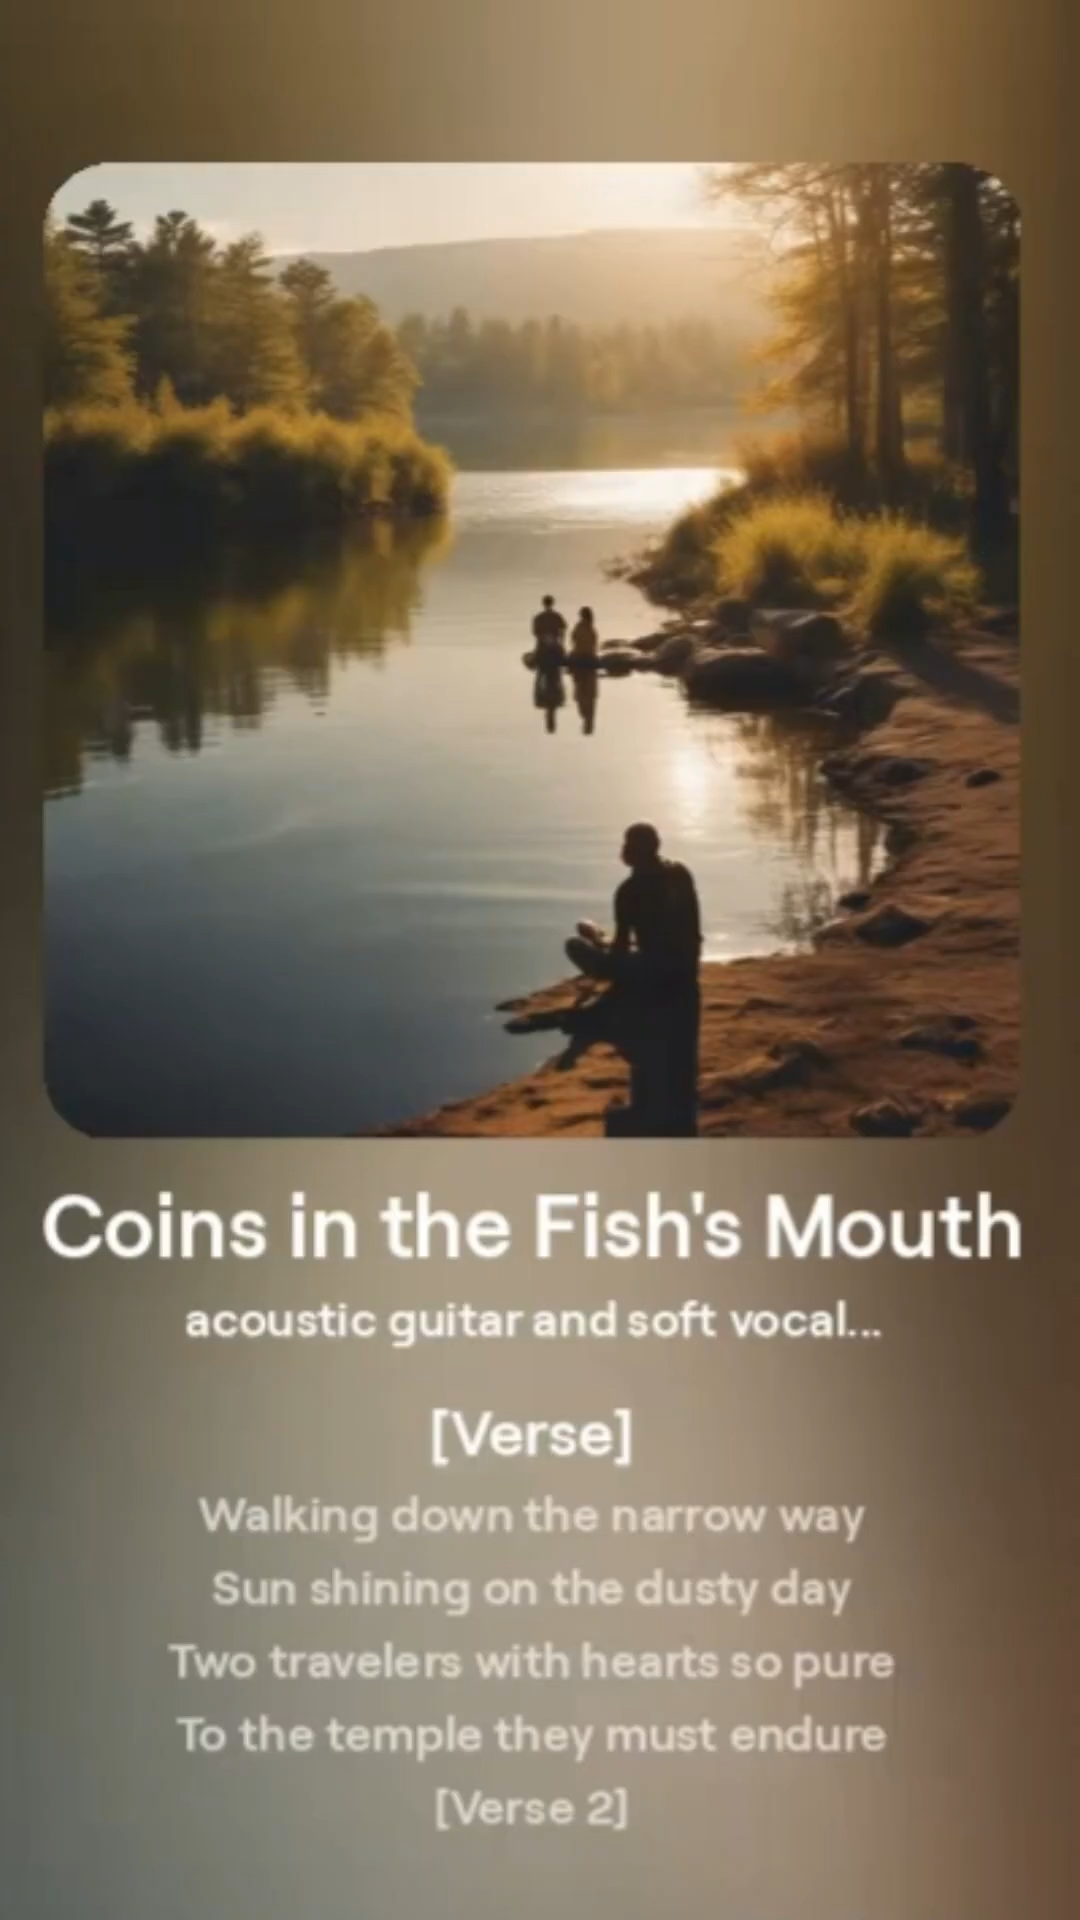 Coins in the Fish's Mouth
acoustic guitar and soft vocal...
[Verse]
Walking down the narrow way
Sun shining on the dusty day
Two travelers with hearts so pure
To the temple they must endure
[Verse 2]